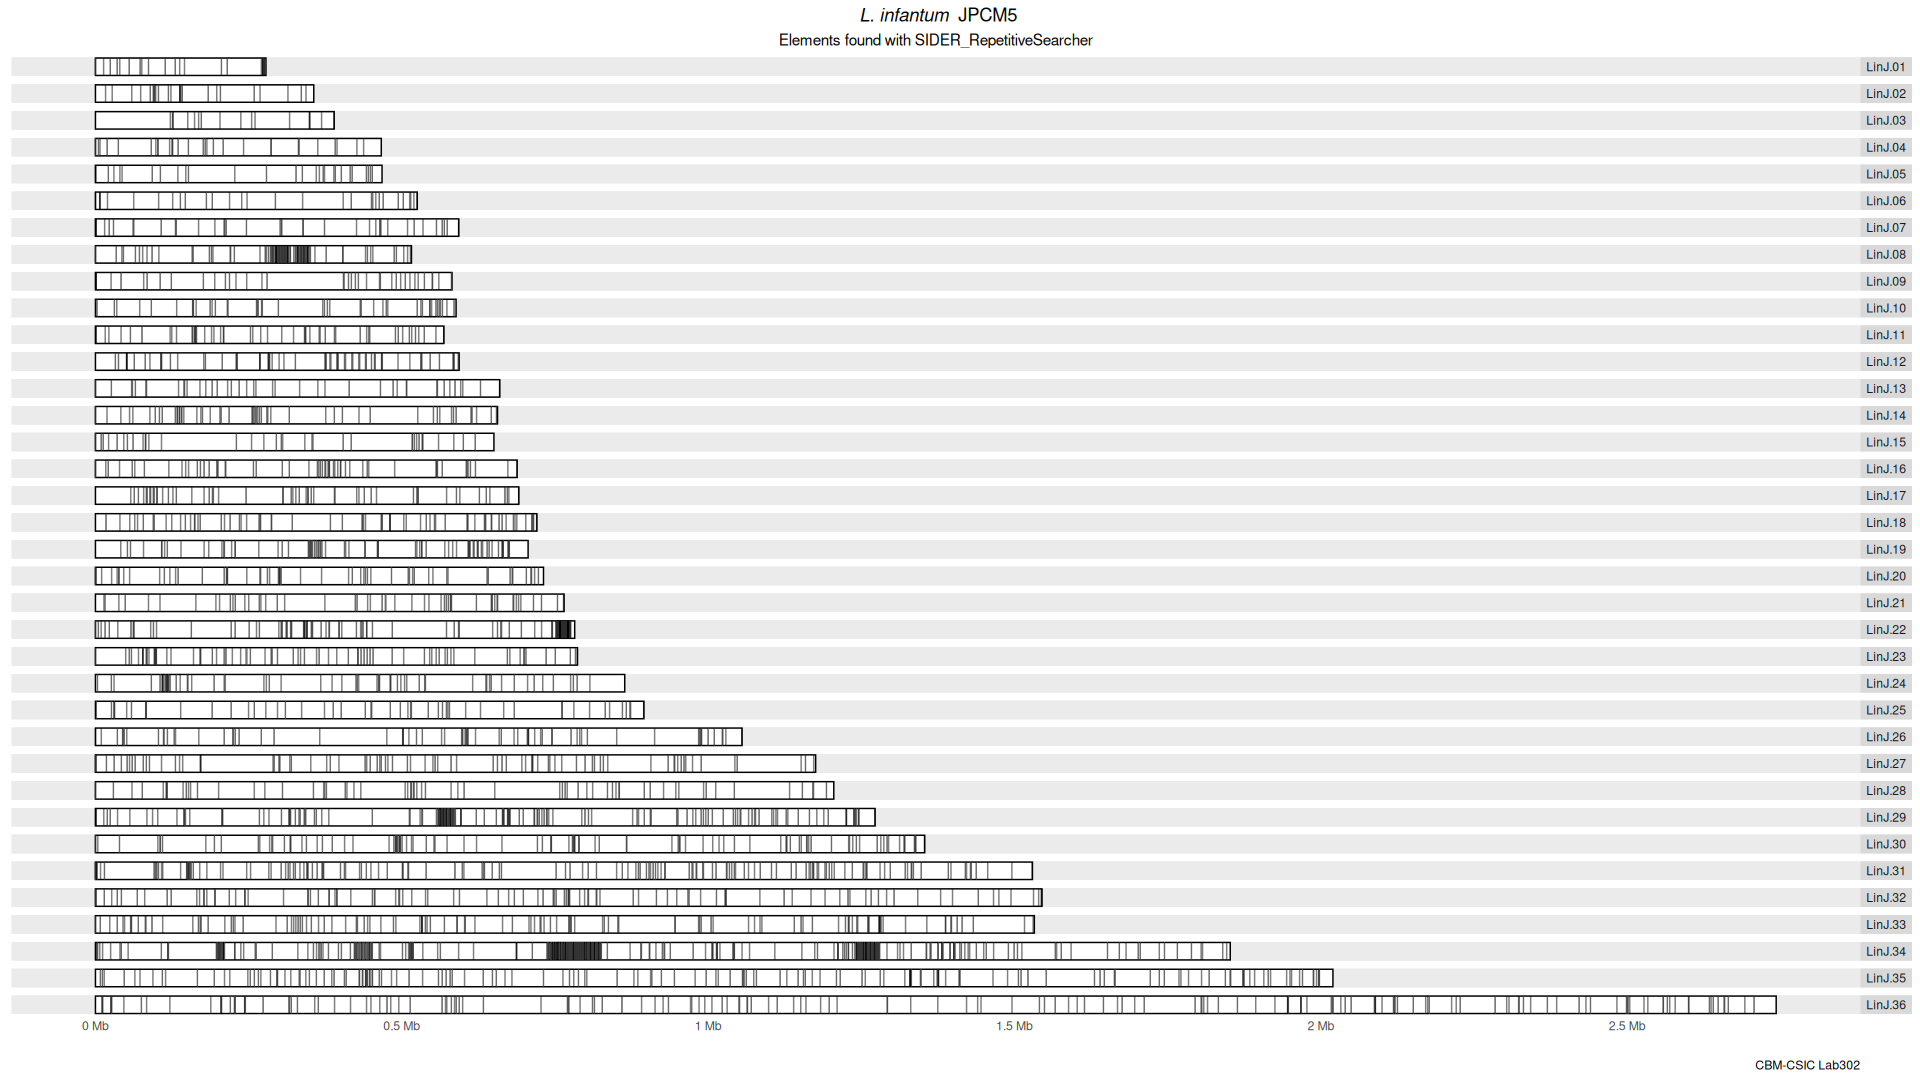 L. infantum JPCM5
Elements found with SIDER_RepetitiveSearcher
LinJ.01
LinJ.02
LinJ.03
LinJ.04
LinJ.05
LinJ.06
LinJ.07
LinJ.08
LinJ.09
LinJ.10
LinJ.11
LinJ.12
LinJ.13
LinJ.14
LinJ.15
LinJ.16
LinJ.17
LinJ.18
LinJ.19
LinJ.20
LinJ.21
LinJ.22
LinJ.23
LinJ.24
LinJ.25
LinJ.26
LinJ.27
LinJ.28
LinJ.29
LinJ.30
LinJ.31
LinJ.32
LinJ.33
LinJ.34
LinJ.35
LinJ.36
0 Mb 0.5 Mb 1 Mb 1.5 Mb 2 Mb 2.5 Mb
CBM-CSIC Lab302